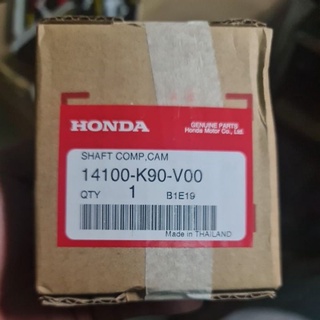 HONDA
GENUINE PARTS
Honda Motor Co., Ltd.
SHAFT COMP,CAM
14100-K90-V00
QTY 1 B1E19
Made in THAILAND